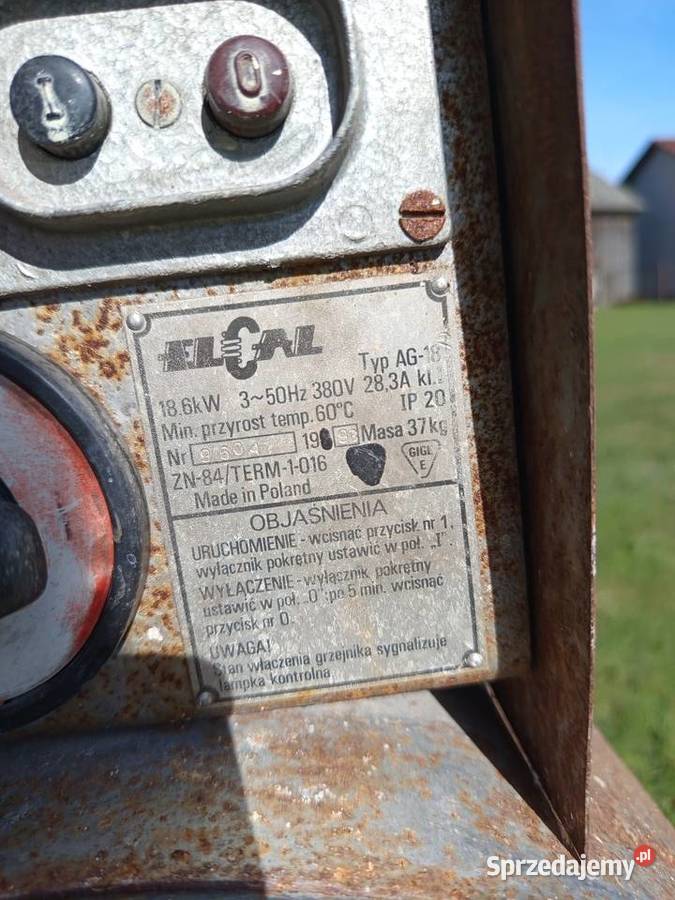 I 0
ELCAL
Typ AG-18
18.6kW 3~50Hz 380V 28,3A kl.
Min. przyrost temp. 60°C IP 20
Nr 19 Masa 37kg
ZN-84/TERM-1-016 GIGŁ E
Made in Poland
OBJAŚNIENIA
URUCHOMIENIE - wcisnąć przycisk nr 1,
wyłącznik pokrętny ustawić w poł. „I".
WYŁĄCZENIE - wyłącznik pokrętny
ustawić w poł. „0":po 5 min. wcisnąć
przycisk nr 0.
UWAGA!
Stan włączenia grzejnika sygnalizuje
lampka kontrolna
Sprzedajemy.pl